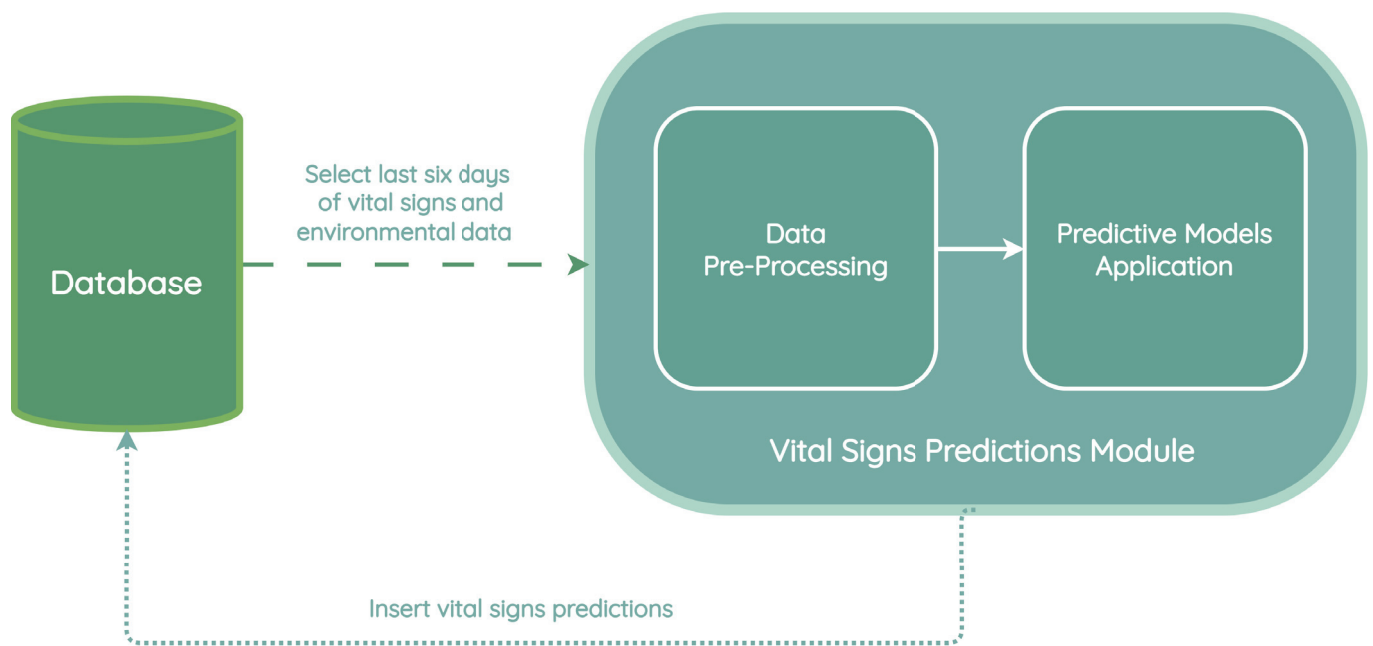 Select last six days
of vital signs and
environmental data
Database
Data
Pre-Processing
Predictive Models
Application
Vital Signs Predictions Module
Insert vital signs predictions